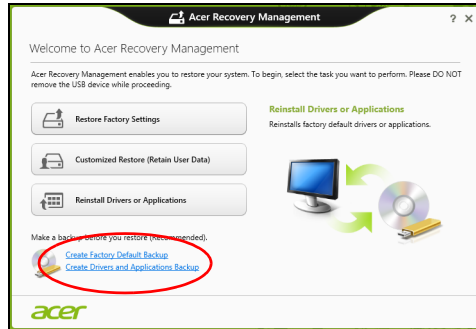 Acer Recovery Management
? X
Welcome to Acer Recovery Management
Acer Recovery Management enables you to restore your system. To begin, select the task you want to perform. Please DO NOT
remove the USB device while proceeding.
Restore Factory Settings
Customized Restore (Retain User Data)
Reinstall Drivers or Applications
Reinstall Drivers or Applications
Reinstalls factory default drivers or applications.
Make a backup before you restore (Recommended).
Create Factory Default Backup
Create Drivers and Applications Backup
acer